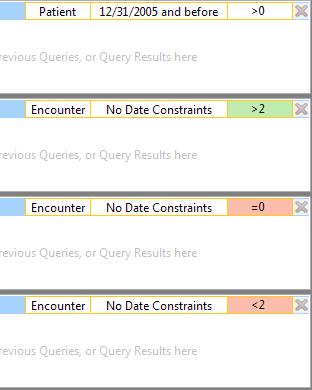 Patient 12/31/2005 and before >0
revious Queries, or Query Results here
Encounter No Date Constraints >2
revious Queries, or Query Results here
Encounter No Date Constraints =0
revious Queries, or Query Results here
Encounter No Date Constraints <2
revious Queries, or Query Results here